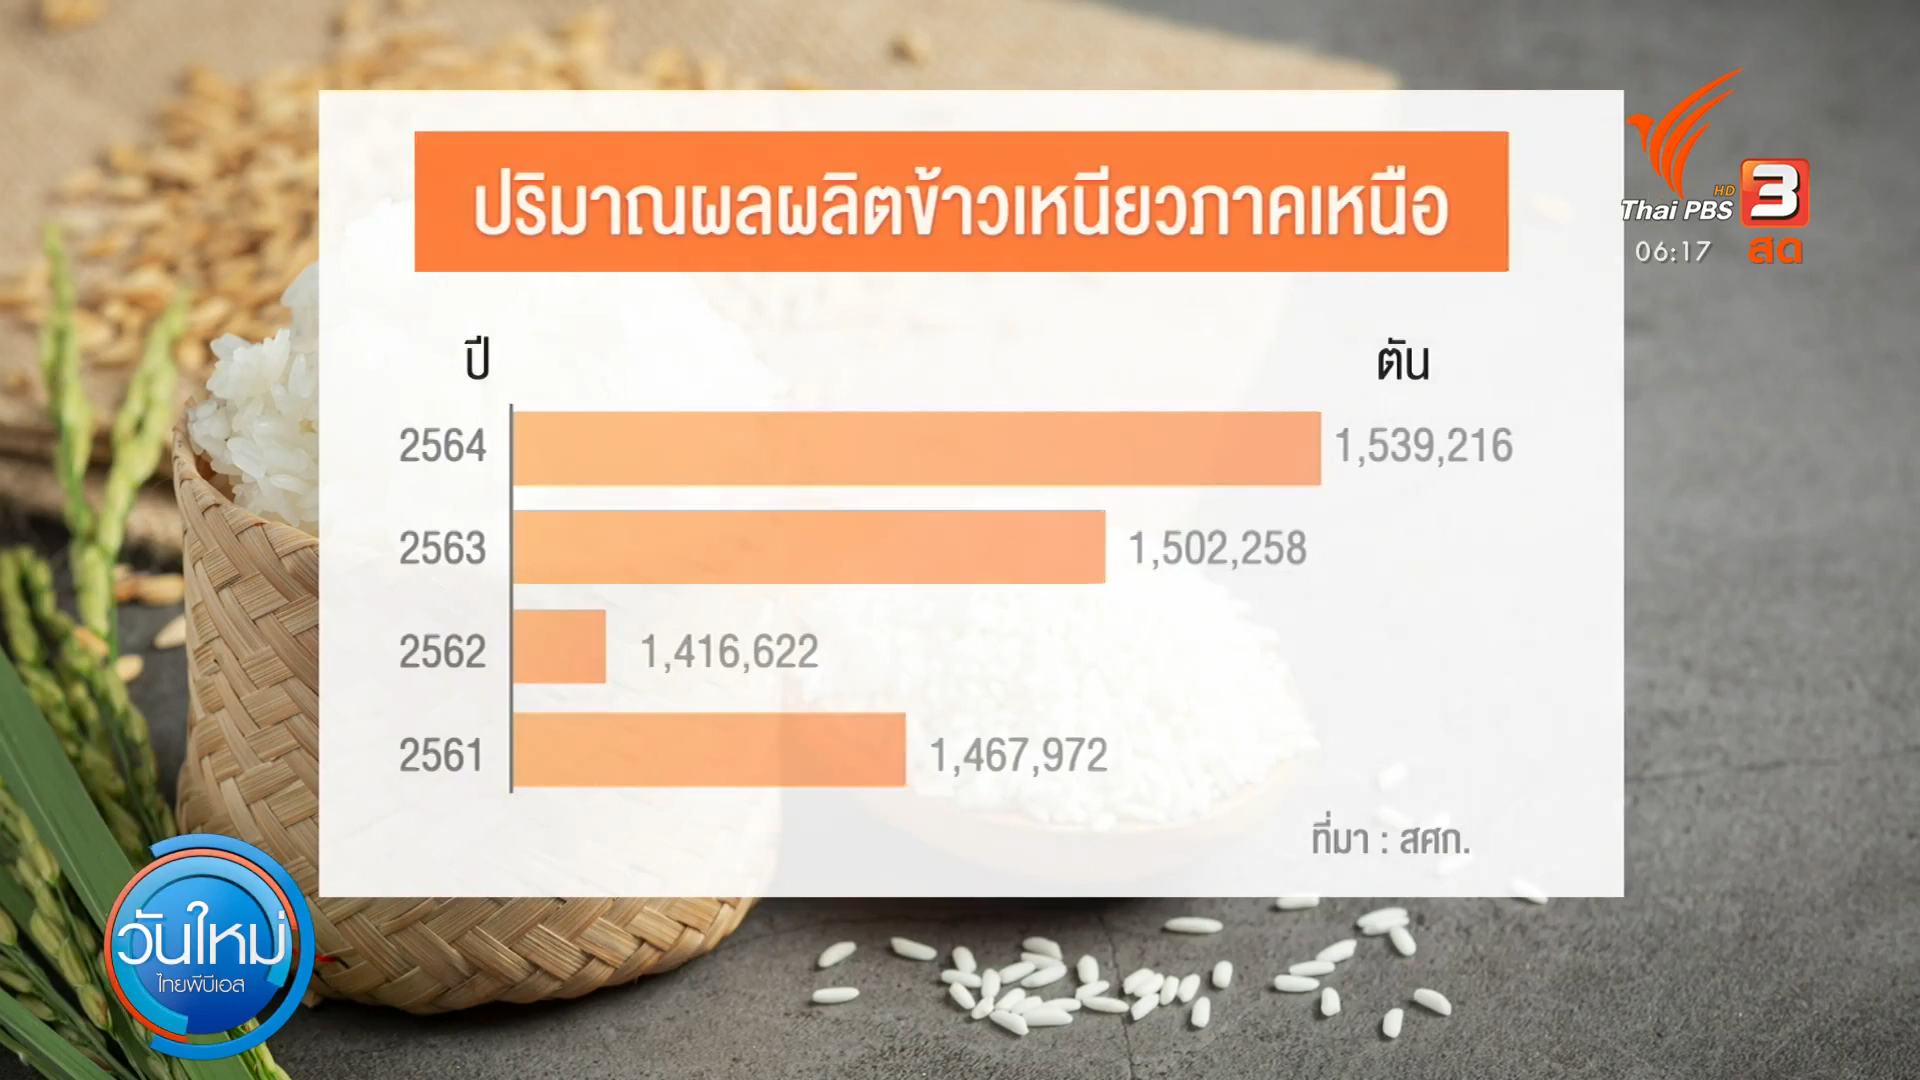 ปริมาณผลผลิตข้าวเหนียวภาคเหนือ
Thai PBS HD 3
06:17 สด
ปี ตัน
2564 1,539,216
2563 1,502,258
2562 1,416,622
2561 1,467,972
ที่มา : สศก.
วันใหม่
ไทยพีบีเอส